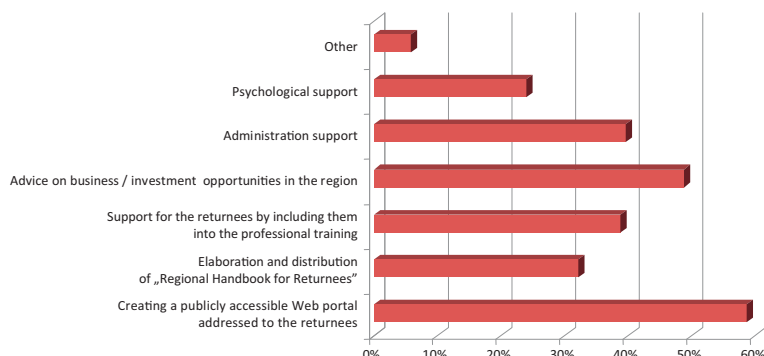 Other
Psychological support
Administration support
Advice on business / investment opportunities in the region
Support for the returnees by including them
into the professional training
Elaboration and distribution
of „Regional Handbook for Returnees”
Creating a publicly accessible Web portal
addressed to the returnees
0% 10% 20% 30% 40% 50% 60%